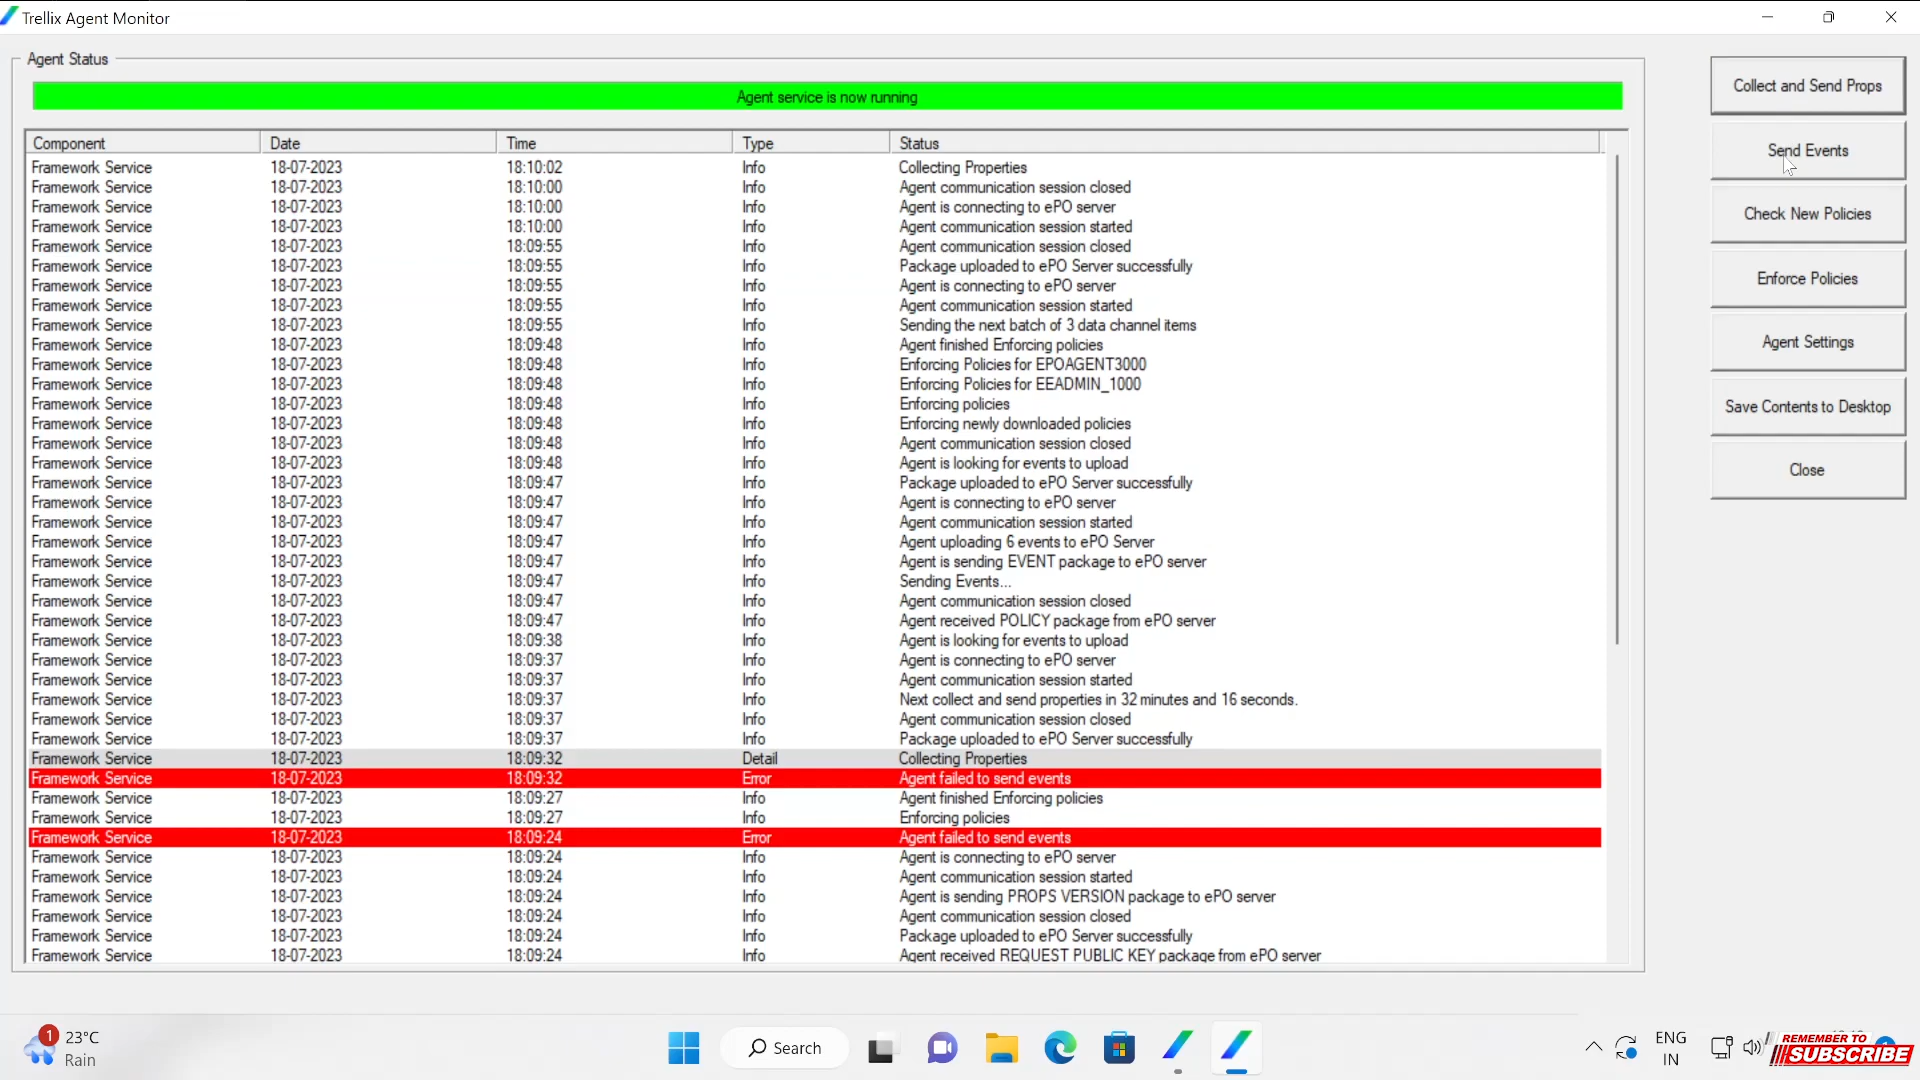 Trellix Agent Monitor
Agent Status
Agent service is now running
Component Date Time Type Status
Framework Service 18-07-2023 18:10:02 Info Collecting Properties
Framework Service 18-07-2023 18:10:00 Info Agent communication session closed
Framework Service 18-07-2023 18:10:00 Info Agent is connecting to ePO server
Framework Service 18-07-2023 18:10:00 Info Agent communication session started
Framework Service 18-07-2023 18:09:55 Info Agent communication session closed
Framework Service 18-07-2023 18:09:55 Info Package uploaded to ePO Server successfully
Framework Service 18-07-2023 18:09:55 Info Agent is connecting to ePO server
Framework Service 18-07-2023 18:09:55 Info Agent communication session started
Framework Service 18-07-2023 18:09:55 Info Sending the next batch of 3 data channel items
Framework Service 18-07-2023 18:09:48 Info Agent finished Enforcing policies
Framework Service 18-07-2023 18:09:48 Info Enforcing Policies for EPOAGENT3000
Framework Service 18-07-2023 18:09:48 Info Enforcing Policies for EEADMIN_1000
Framework Service 18-07-2023 18:09:48 Info Enforcing policies
Framework Service 18-07-2023 18:09:48 Info Enforcing newly downloaded policies
Framework Service 18-07-2023 18:09:48 Info Agent communication session closed
Framework Service 18-07-2023 18:09:48 Info Agent is looking for events to upload
Framework Service 18-07-2023 18:09:47 Info Package uploaded to ePO Server successfully
Framework Service 18-07-2023 18:09:47 Info Agent is connecting to ePO server
Framework Service 18-07-2023 18:09:47 Info Agent communication session started
Framework Service 18-07-2023 18:09:47 Info Agent uploading 6 events to ePO Server
Framework Service 18-07-2023 18:09:47 Info Agent is sending EVENT package to ePO server
Framework Service 18-07-2023 18:09:47 Info Sending Events...
Framework Service 18-07-2023 18:09:47 Info Agent communication session closed
Framework Service 18-07-2023 18:09:47 Info Agent received POLICY package from ePO server
Framework Service 18-07-2023 18:09:38 Info Agent is looking for events to upload
Framework Service 18-07-2023 18:09:37 Info Agent is connecting to ePO server
Framework Service 18-07-2023 18:09:37 Info Agent communication session started
Framework Service 18-07-2023 18:09:37 Info Next collect and send properties in 32 minutes and 16 seconds.
Framework Service 18-07-2023 18:09:37 Info Agent communication session closed
Framework Service 18-07-2023 18:09:37 Info Package uploaded to ePO Server successfully
Framework Service 18-07-2023 18:09:32 Detail Collecting Properties
Framework Service 18-07-2023 18:09:32 Error Agent failed to send events
Framework Service 18-07-2023 18:09:27 Info Agent finished Enforcing policies
Framework Service 18-07-2023 18:09:27 Info Enforcing policies
Framework Service 18-07-2023 18:09:24 Error Agent failed to send events
Framework Service 18-07-2023 18:09:24 Info Agent is connecting to ePO server
Framework Service 18-07-2023 18:09:24 Info Agent communication session started
Framework Service 18-07-2023 18:09:24 Info Agent is sending PROPS VERSION package to ePO server
Framework Service 18-07-2023 18:09:24 Info Agent communication session closed
Framework Service 18-07-2023 18:09:24 Info Package uploaded to ePO Server successfully
Framework Service 18-07-2023 18:09:24 Info Agent received REQUEST PUBLIC KEY package from ePO server
Collect and Send Props
Send Events
Check New Policies
Enforce Policies
Agent Settings
Save Contents to Desktop
Close
1 23°C
Rain
Search
ENG
IN
REMEMBER TO
SUBSCRIBE